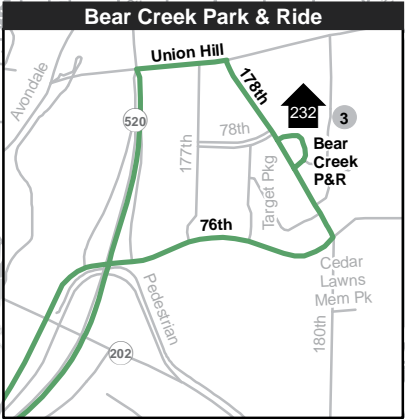 Bear Creek Park & Ride
Union Hill
Avondale
178th
520
232
3
78th
Bear
Creek
P&R
177th
Target Pkg
76th
Cedar
Lawns
Mem Pk
Pedestrian
180th
202